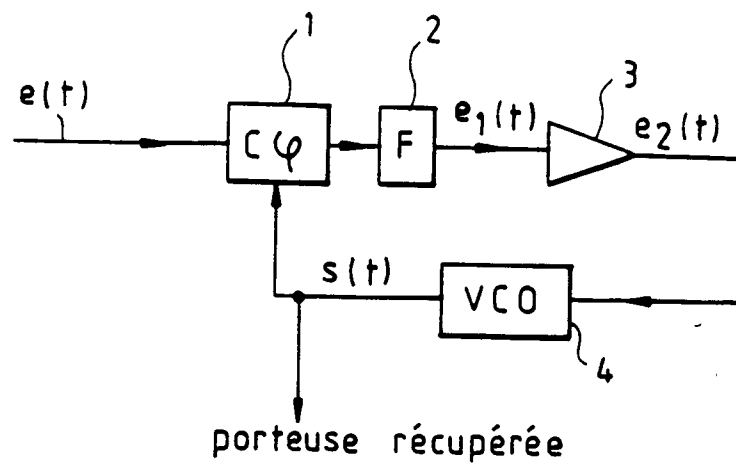 1
2
3
e(t)
Cφ
F
e₁(t)
e₂(t)
s(t)
VCO
4
porteuse récupérée